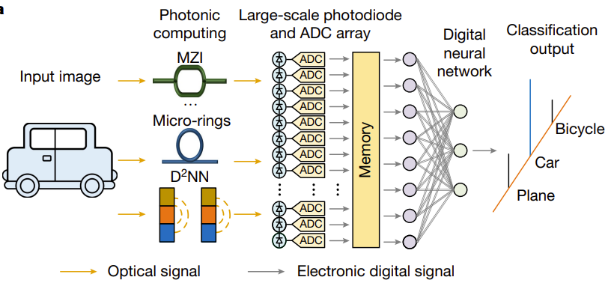 a
Photonic
computing
Large-scale photodiode
and ADC array
Digital
neural
network
Classification
output
Input image
MZI
...
Micro-rings
D²NN
ADC
ADC
ADC
ADC
ADC
ADC
ADC
ADC
ADC
ADC
ADC
Memory
Bicycle
Car
Plane
Optical signal
Electronic digital signal